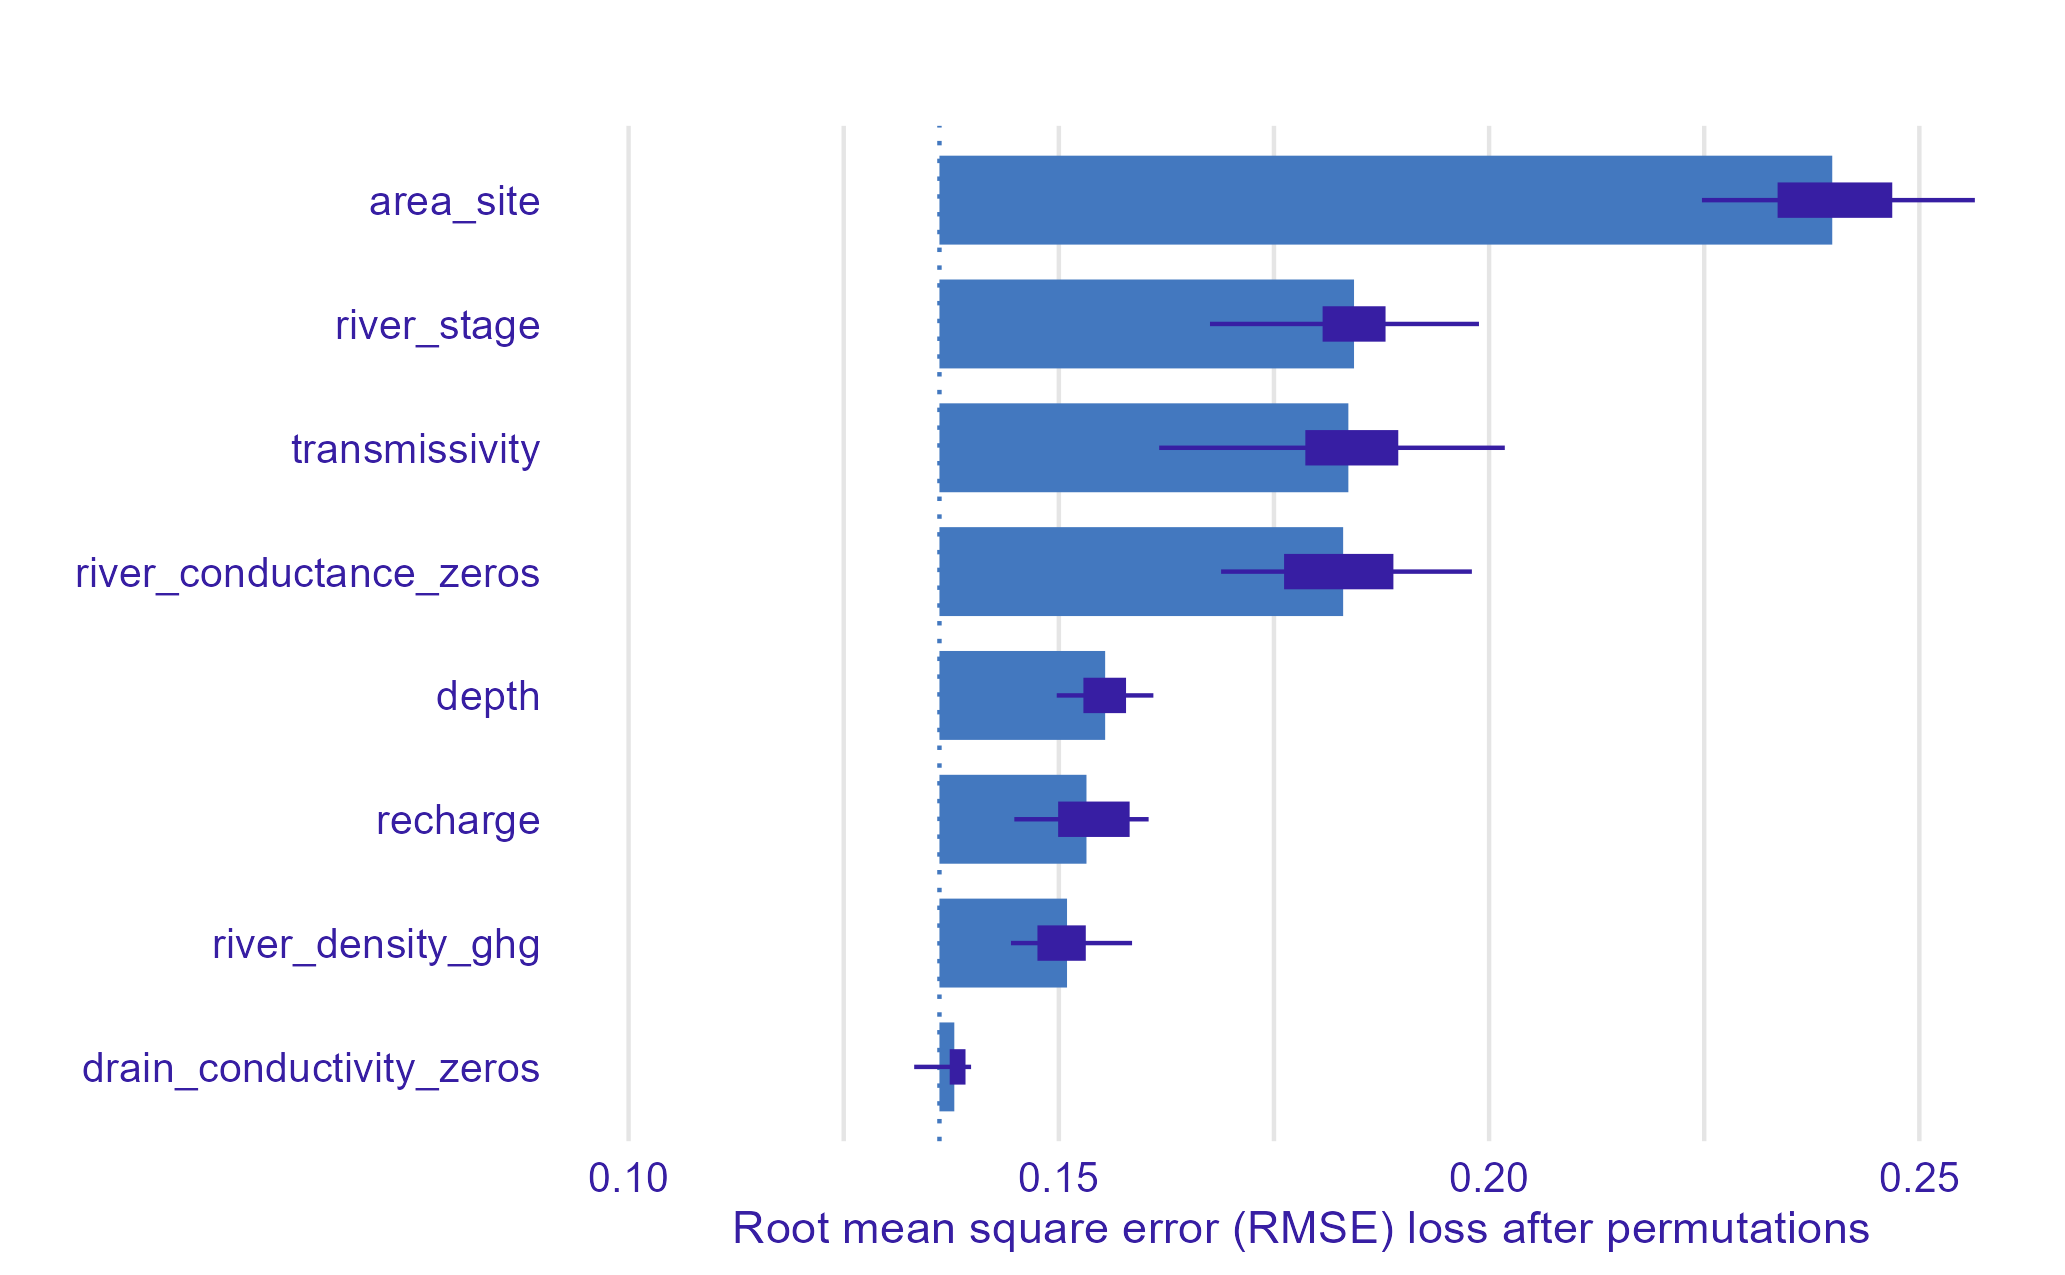 area_site
river_stage
transmissivity
river_conductance_zeros
depth
recharge
river_density_ghg
drain_conductivity_zeros
0.10 0.15 0.20 0.25
Root mean square error (RMSE) loss after permutations